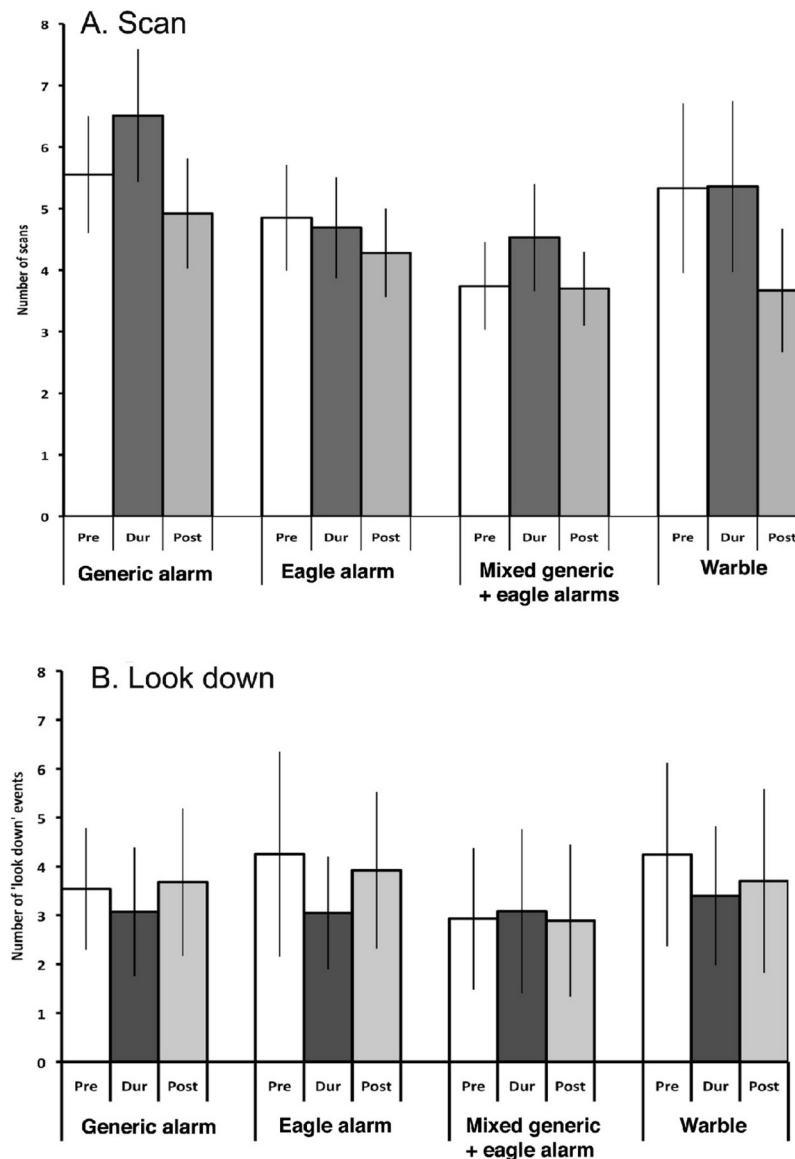 A. Scan
8
7
6
5
4
3
2
1
0
Number of scans
Pre Dur Post Pre Dur Post Pre Dur Post Pre Dur Post
Generic alarm Eagle alarm Mixed generic Warble
+ eagle alarms
B. Look down
8
7
6
5
4
3
2
1
0
Number of 'look down' events
Pre Dur Post Pre Dur Post Pre Dur Post Pre Dur Post
Generic alarm Eagle alarm Mixed generic Warble
+ eagle alarm